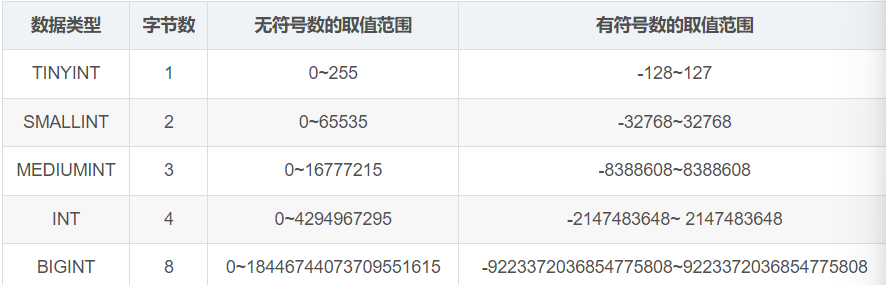 数据类型 字节数 无符号数的取值范围 有符号数的取值范围
TINYINT 1 0~255 -128~127
SMALLINT 2 0~65535 -32768~32768
MEDIUMINT 3 0~16777215 -8388608~8388608
INT 4 0~4294967295 -2147483648~ 2147483648
BIGINT 8 0~18446744073709551615 -9223372036854775808~9223372036854775808